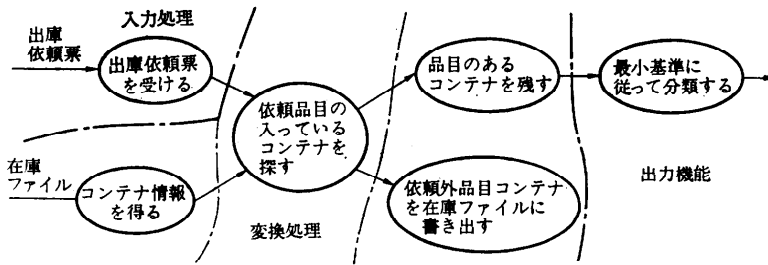 入力処理
出庫
依頼票
出庫依頼票
を受ける
在庫
ファイル
コンテナ情報
を得る
依頼品目の
入っている
コンテナを
探す
変換処理
品目のある
コンテナを残す
依頼外品目コンテナ
を在庫ファイルに
書き出す
最小基準に
従って分類する
出力機能